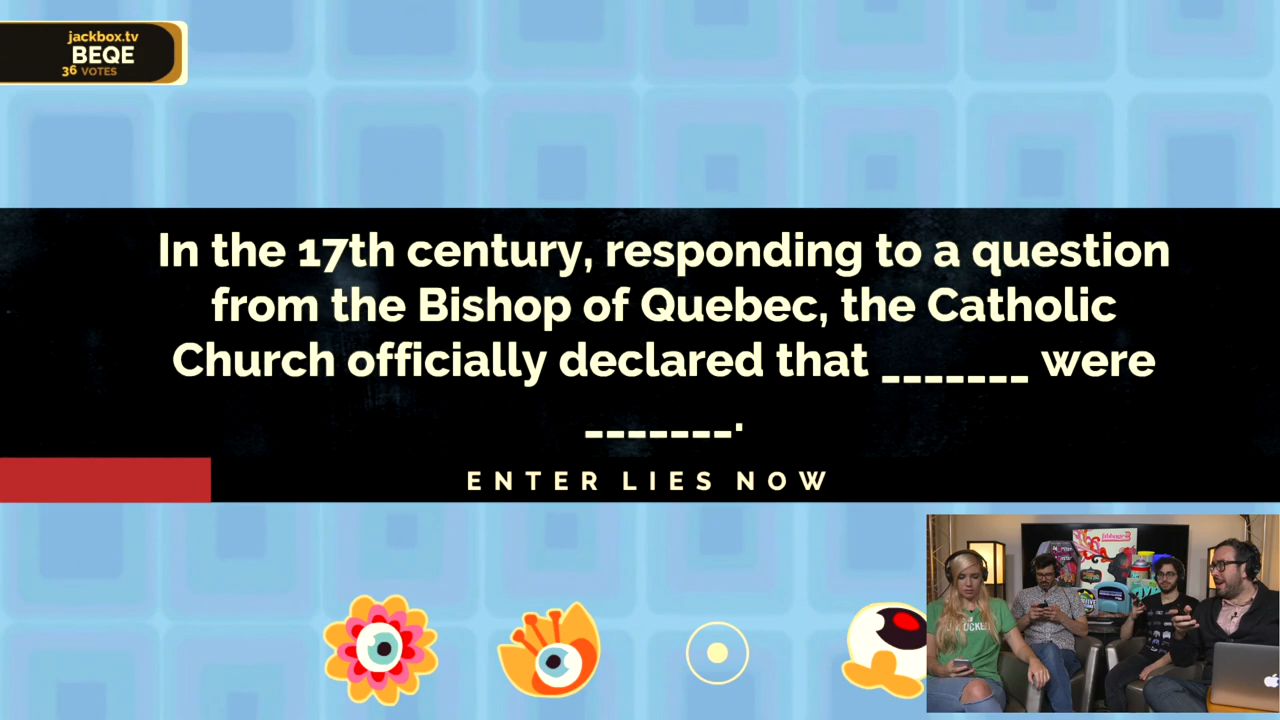 jackbox.tv
BEQE
36 VOTES
In the 17th century, responding to a question
from the Bishop of Quebec, the Catholic
Church officially declared that _______ were
_______.
ENTER LIES NOW